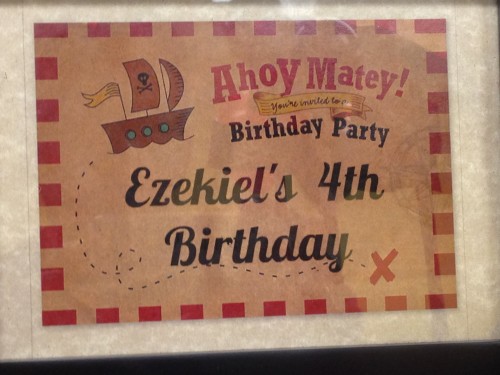 Ahoy Matey!
You're invited to a
Birthday Party
Ezekiel's 4th
Birthday